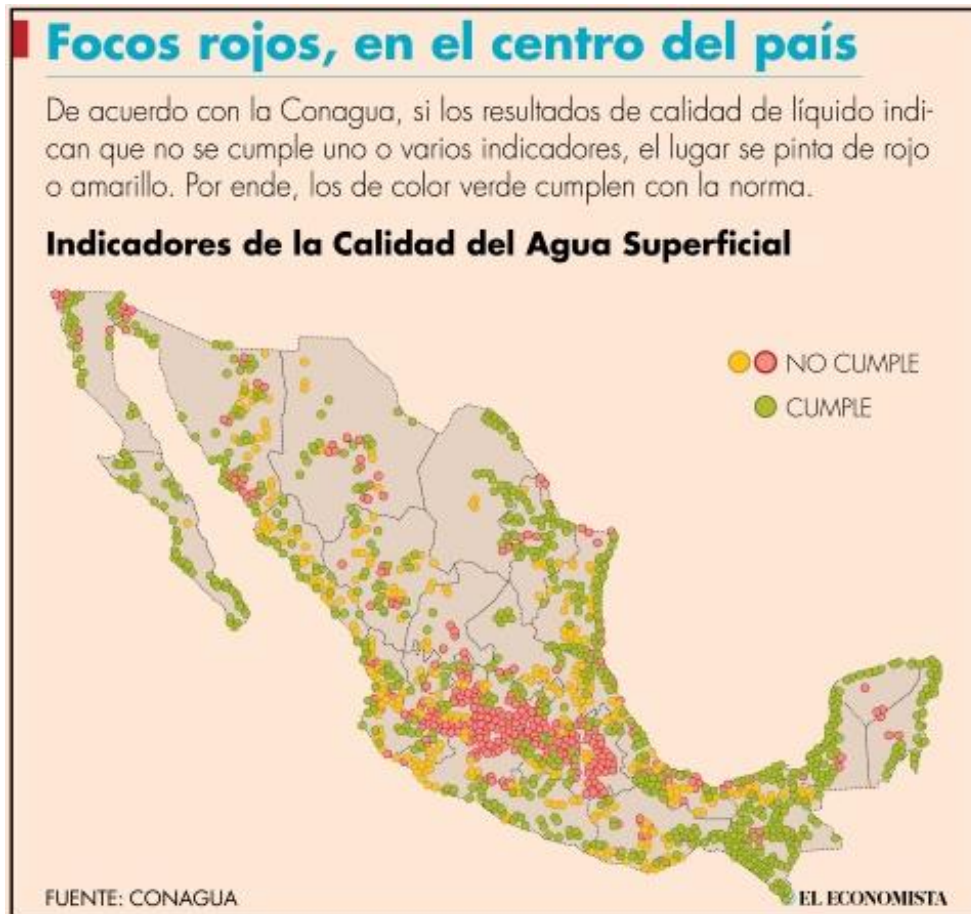 Focos rojos, en el centro del país
De acuerdo con la Conagua, si los resultados de calidad de líquido indi-
can que no se cumple uno o varios indicadores, el lugar se pinta de rojo
o amarillo. Por ende, los de color verde cumplen con la norma.
Indicadores de la Calidad del Agua Superficial
NO CUMPLE
CUMPLE
FUENTE: CONAGUA
EL ECONOMISTA